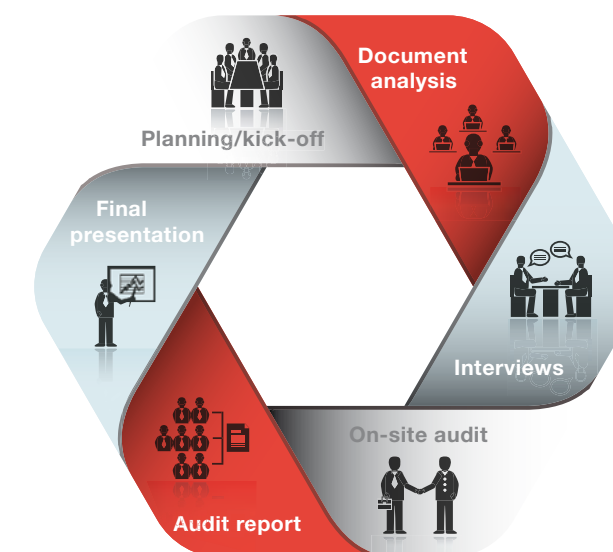 Planning/kick-off
Document
analysis
Interviews
On-site audit
Audit report
Final
presentation